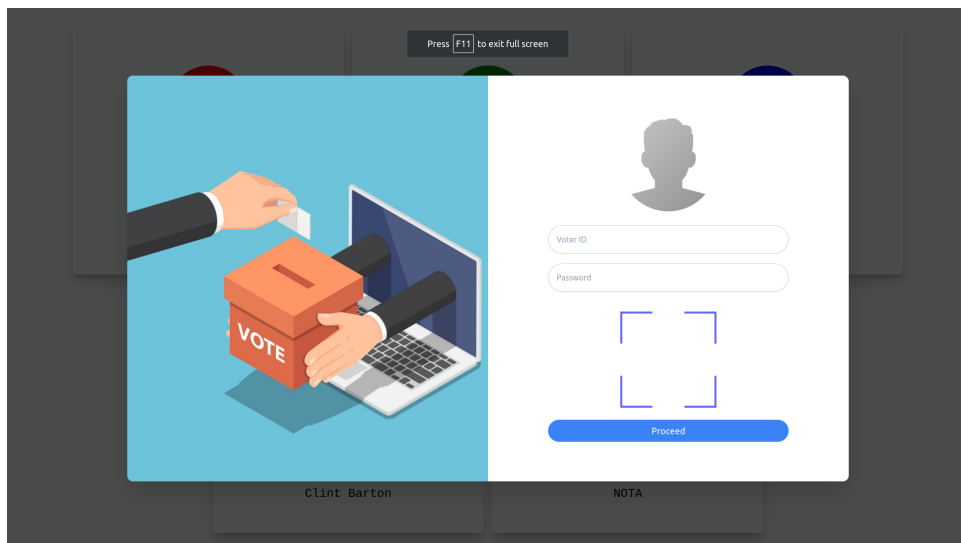 Press F11 to exit full screen
VOTE
Voter ID
Password
Proceed
Clint Barton
NOTA